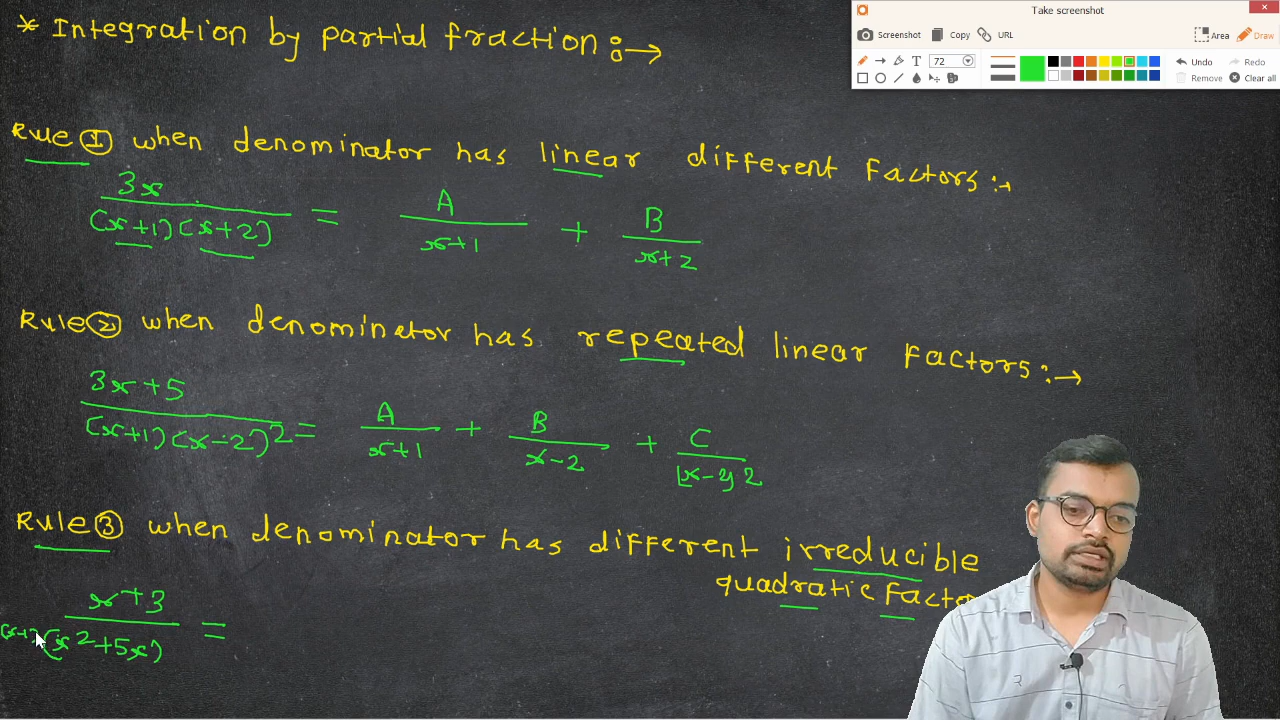 * Integration by partial fraction :→
Take screenshot
Screenshot Copy URL Area Draw
T 72 Undo Redo
Remove Clear all
Rule ① when denominator has linear different factors :→
3x / (x+1)(x+2) = A / x+1 + B / x+2
Rule ② when denominator has repeated linear factors :→
3x+5 / (x+1)(x-2)² = A / x+1 + B / x-2 + C / (x-2)²
Rule ③ when denominator has different irreducible
quadratic
x+3 / (x²+5x) =